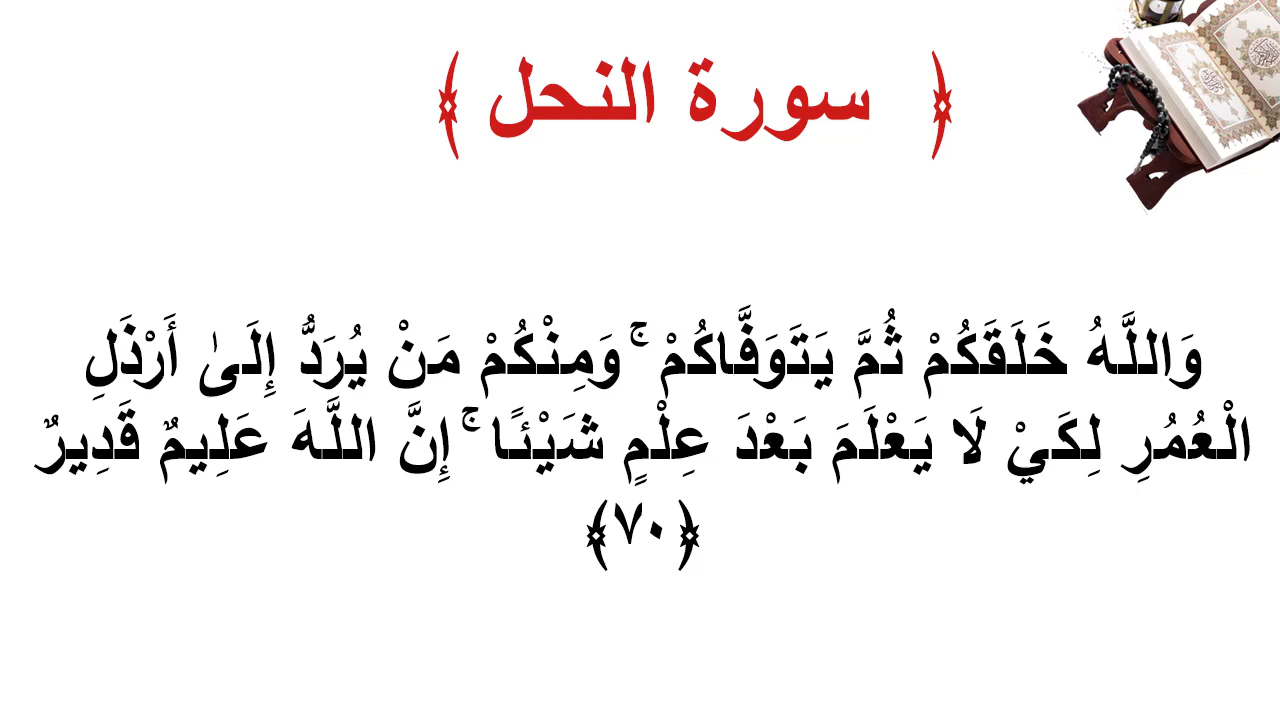 ﴿ سورة النحل ﴾
وَاللَّهُ خَلَقَكُمْ ثُمَّ يَتَوَفَّاكُمْ ۚ وَمِنْكُمْ مَنْ يُرَدُّ إِلَىٰ أَرْذَلِ
الْعُمُرِ لِكَيْ لَا يَعْلَمَ بَعْدَ عِلْمٍ شَيْئًا ۚ إِنَّ اللَّهَ عَلِيمٌ قَدِيرٌ
﴿٧٠﴾